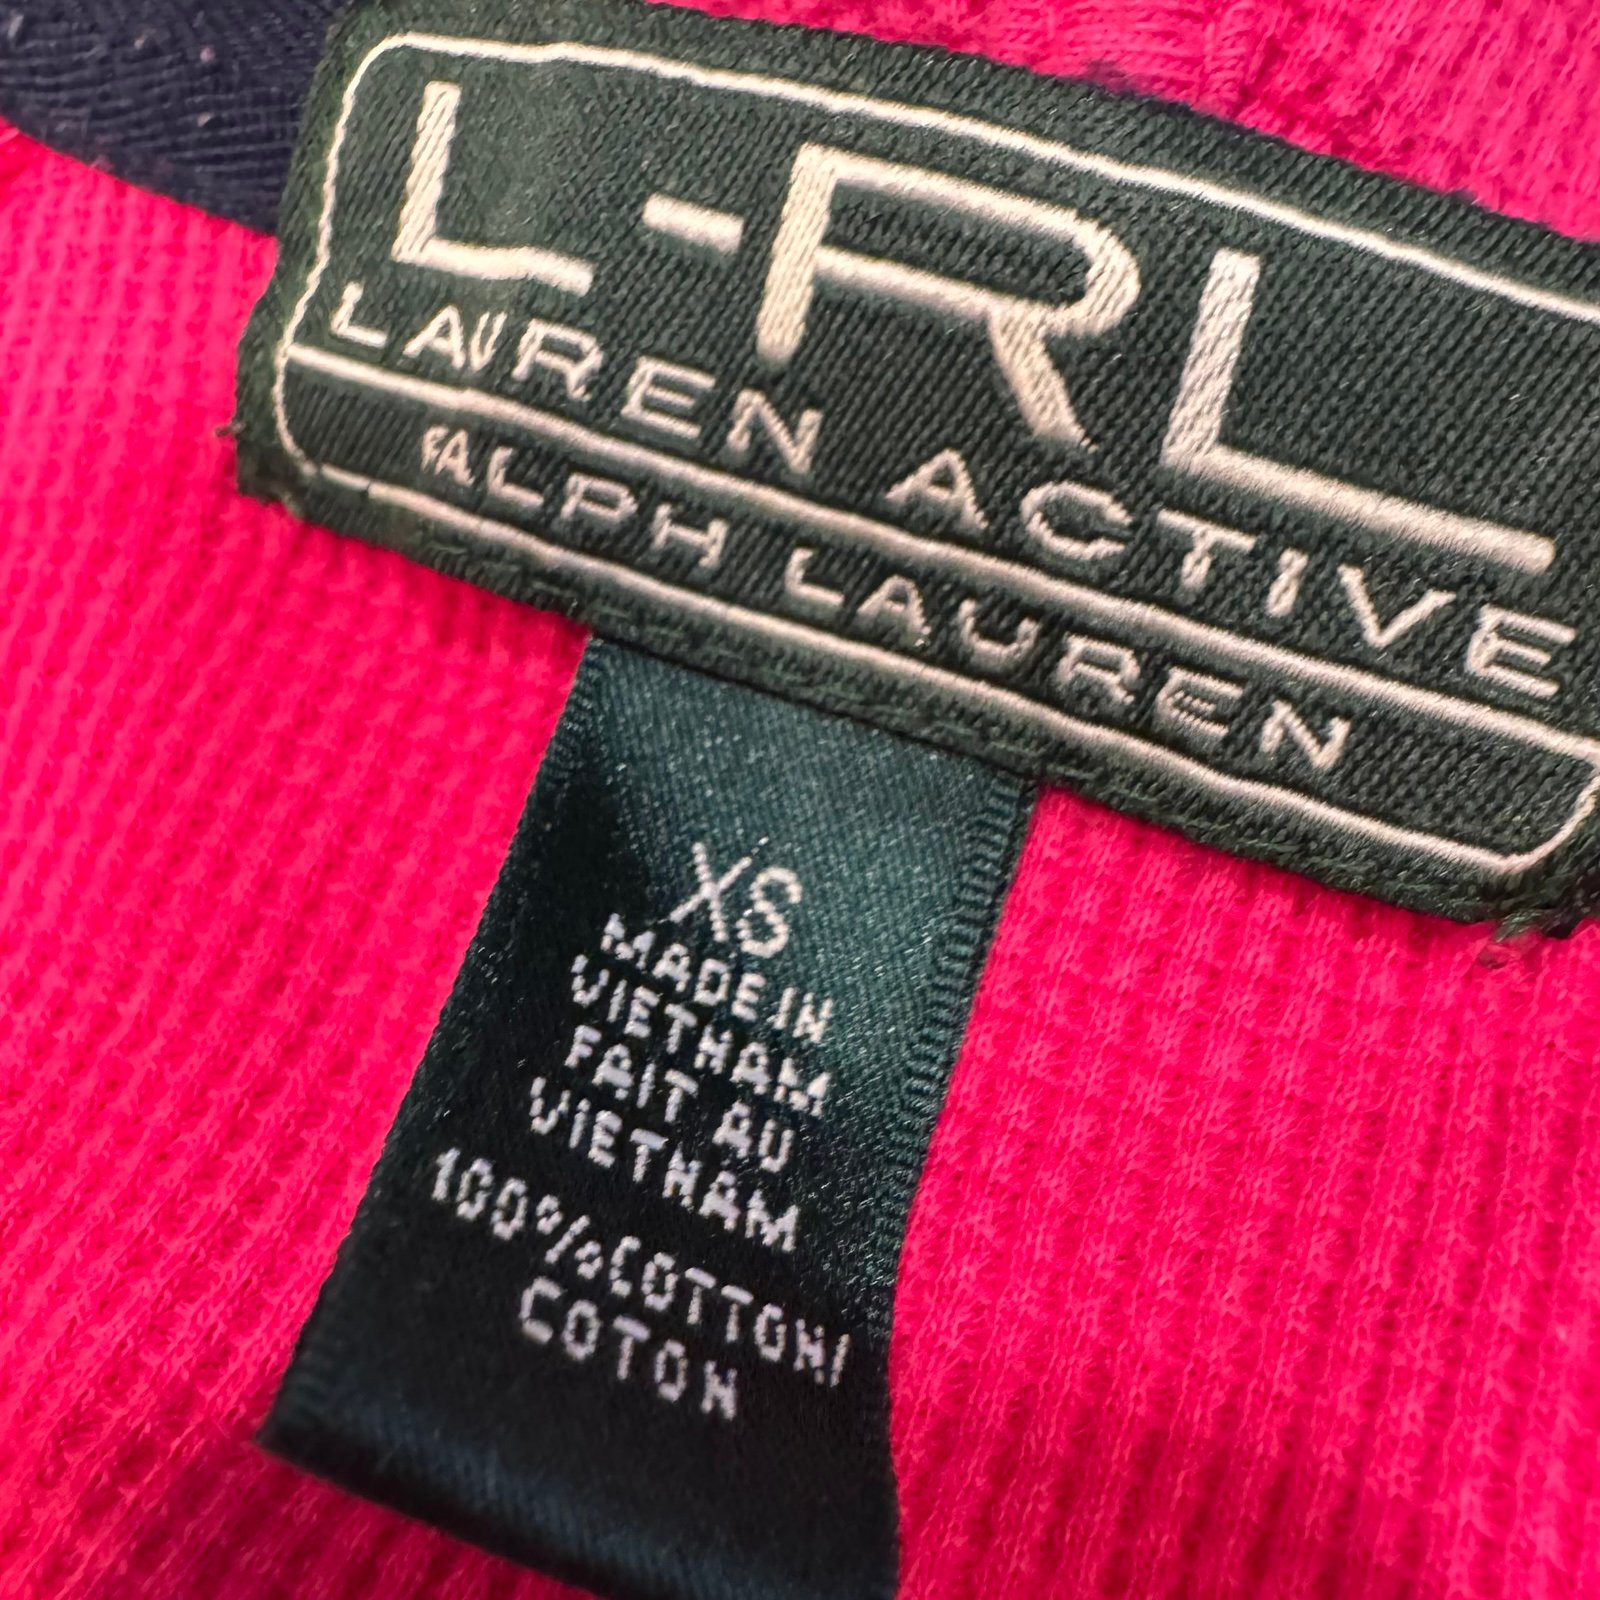 L-RL
LAUREN ACTIVE
RALPH LAUREN
XS
MADE IN
VIETNAM
FAIT AU
VIETNAM
100%COTTON/
COTON